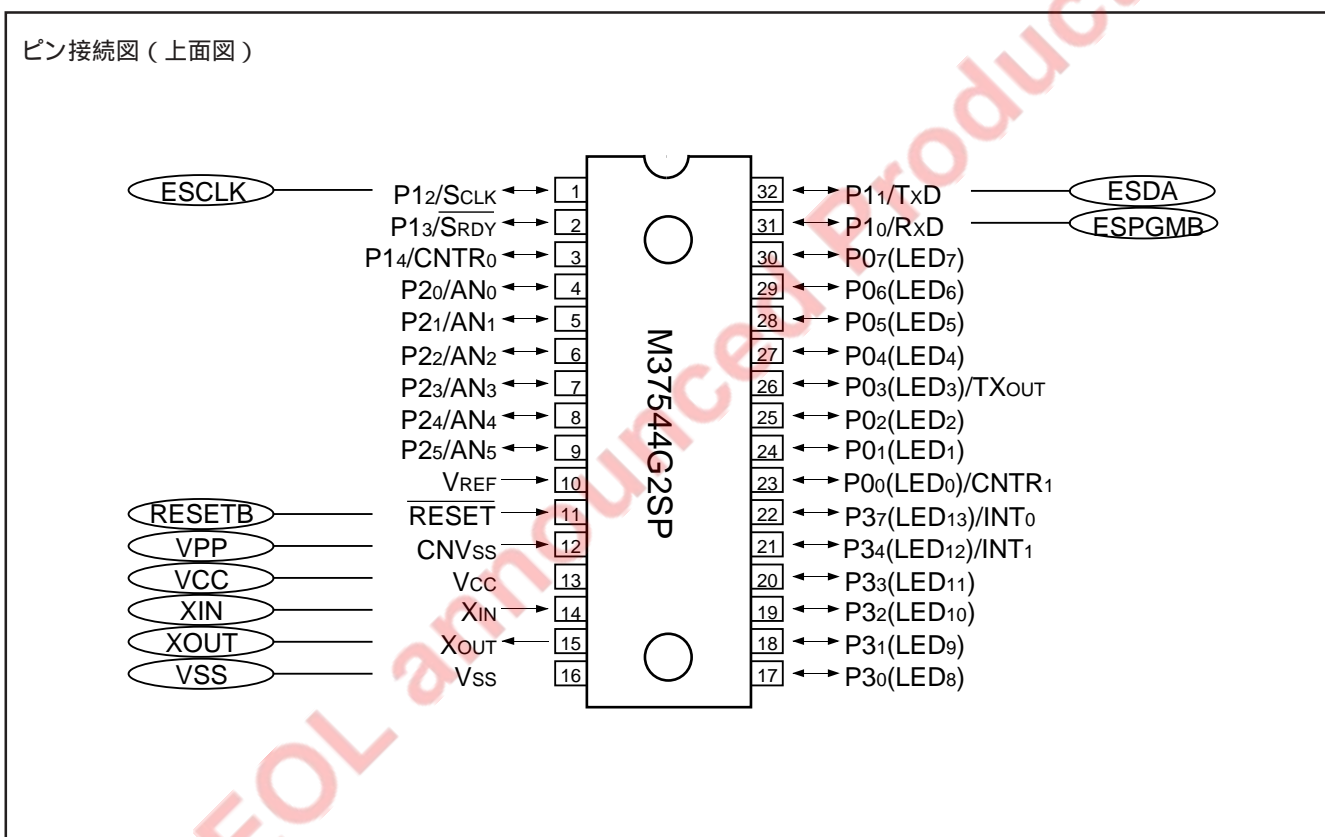 ピン接続図 ( 上面図 )
ESCLK P12/SCLK 1 32 P11/TXD ESDA
P13/SRDY 2 31 P10/RXD ESPGMB
P14/CNTR0 3 30 P07(LED7)
P20/AN0 4 29 P06(LED6)
P21/AN1 5 28 P05(LED5)
P22/AN2 6 27 P04(LED4)
P23/AN3 7 26 P03(LED3)/TXOUT
P24/AN4 8 25 P02(LED2)
P25/AN5 9 24 P01(LED1)
VREF 10 23 P00(LED0)/CNTR1
RESETB RESET 11 22 P37(LED13)/INT0
VPP CNVSS 12 21 P34(LED12)/INT1
VCC VCC 13 20 P33(LED11)
XIN XIN 14 19 P32(LED10)
XOUT XOUT 15 18 P31(LED9)
VSS VSS 16 17 P30(LED8)
M37544G2SP
EOL announced Product